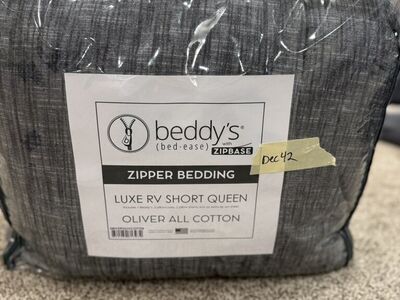 beddy's®
(bed•ease) with ZIPBASE
ZIPPER BEDDING
Dec 42
LUXE RV SHORT QUEEN
OLIVER ALL COTTON